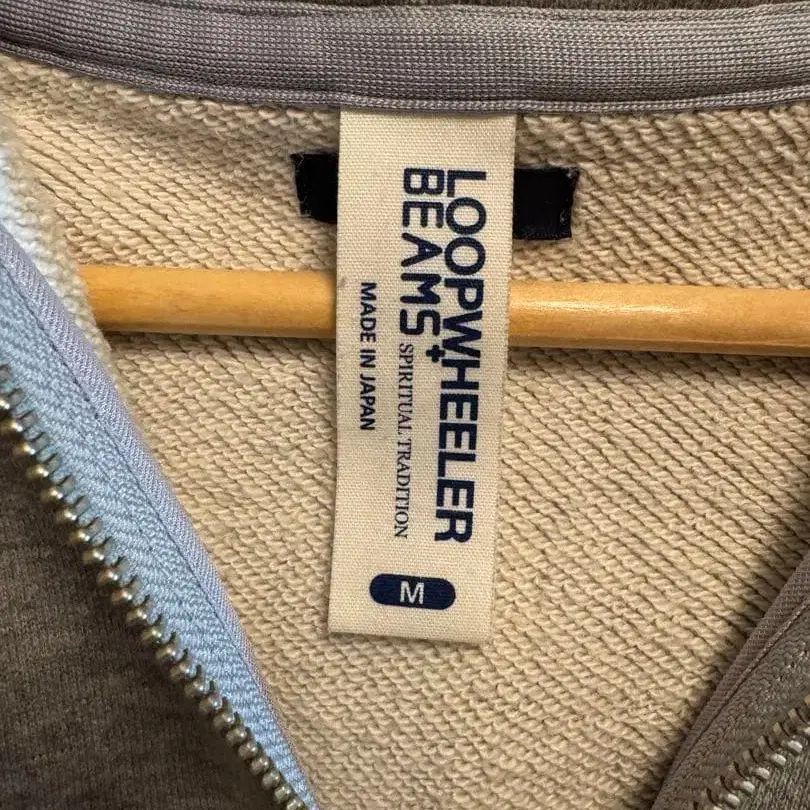 LOOPWHEELER
BEAMS+
SPIRITUAL TRADITION
MADE IN JAPAN
M